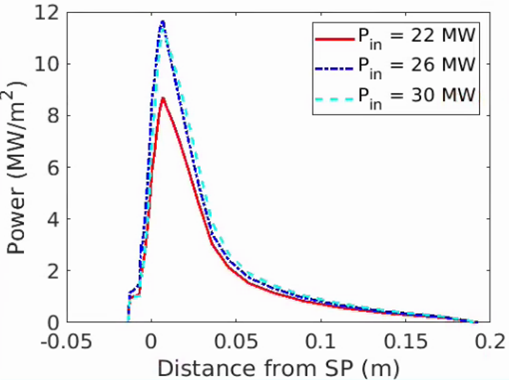 12
10
8
6
4
2
0
Power (MW/m²)
P_in = 22 MW
P_in = 26 MW
P_in = 30 MW
-0.05 0 0.05 0.1 0.15 0.2
Distance from SP (m)